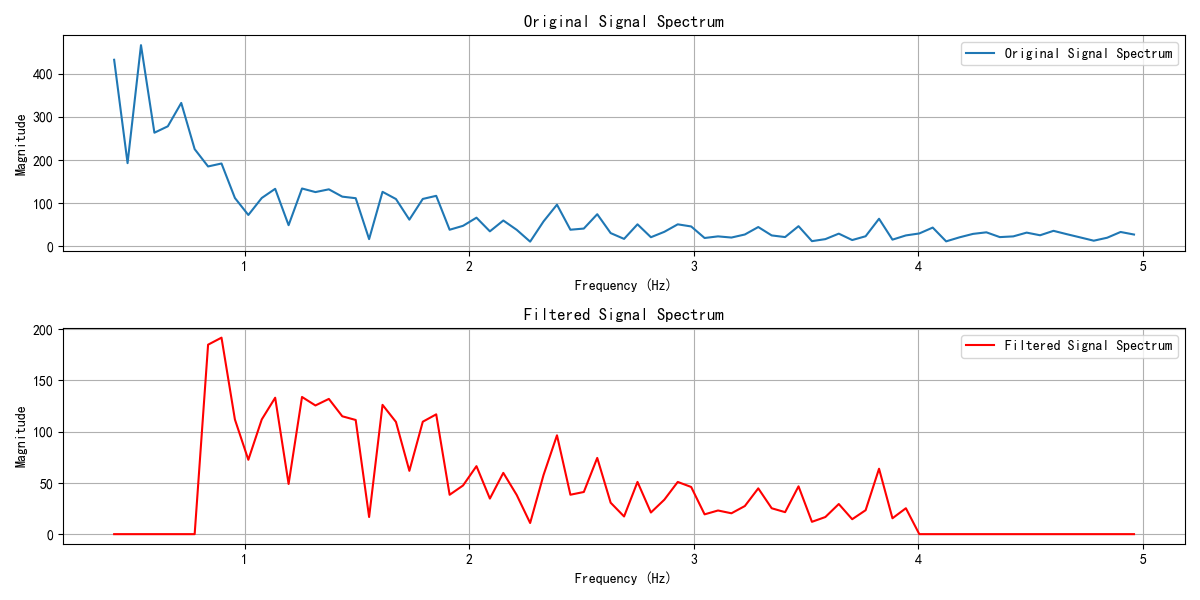 Original Signal Spectrum
Original Signal Spectrum
400
300
200
100
0
Magnitude
1 2 3 4 5
Frequency (Hz)
Filtered Signal Spectrum
Filtered Signal Spectrum
200
150
100
50
0
Magnitude
1 2 3 4 5
Frequency (Hz)